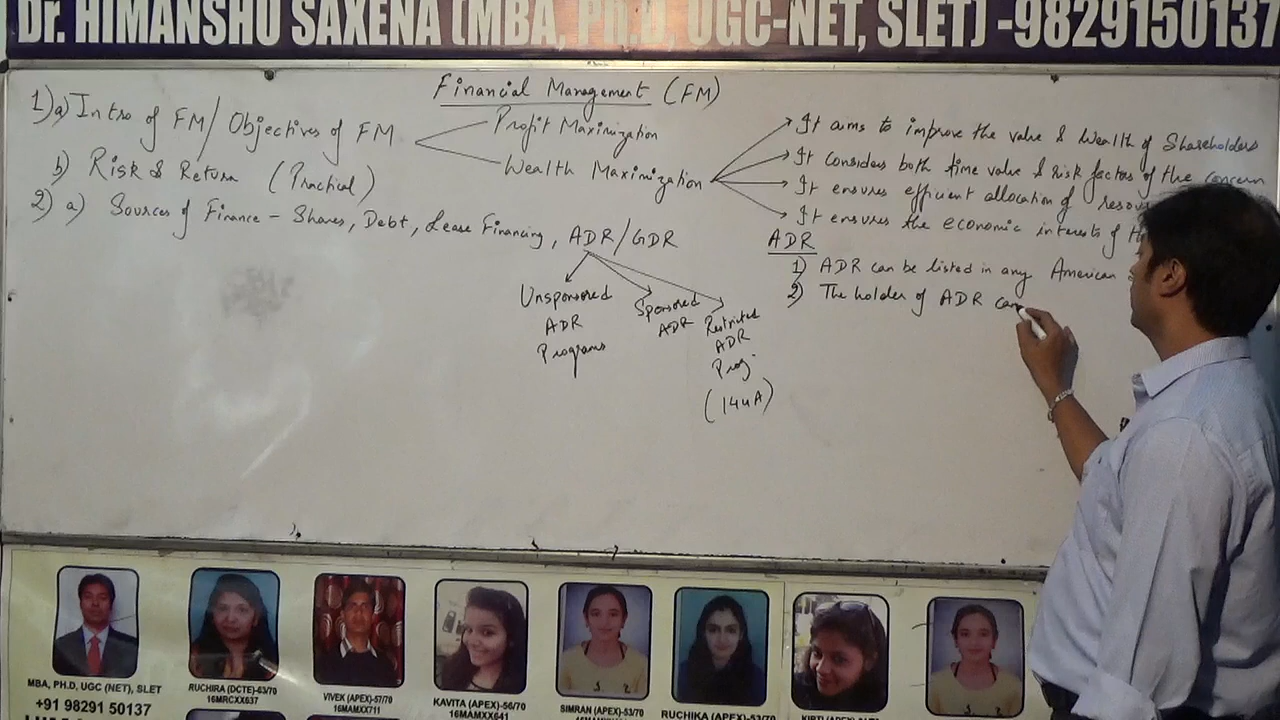 Dr. HIMANSHU SAXENA (MBA, Ph.D, UGC-NET, SLET) -9829150137
Financial Management (FM)
1) a) Intro of FM/ Objectives of FM
Profit Maximization
Wealth Maximization
b) Risk & Return (Practical)
It aims to improve the value & Wealth of Shareholders
It Considers both time value & risk factors of the concern
It ensures efficient allocation of
It ensures the economic interests of
2) a) Sources of Finance - Shares, Debt, Lease Financing, ADR/GDR
Unsponsored
ADR
Programs
Sponsored
ADR
Restricted
ADR
Prog.
(144A)
ADR
1) ADR can be listed in any American
2) The holder of ADR can
MBA, PH.D, UGC (NET), SLET
+91 98291 50137
RUCHIRA (DCTE)-63/70
16MRCXX637
VIVEK (APEX)-57/70
16MAMXX711
KAVITA (APEX)-56/70
16MAMXX641
SIMRAN (APEX)-53/70
RUCHIKA (APEX)-53/70